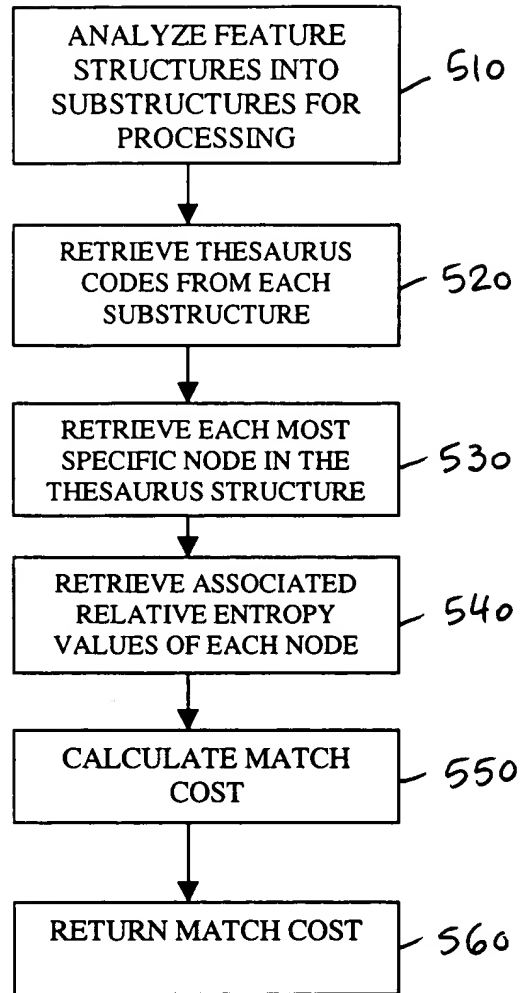 ANALYZE FEATURE
STRUCTURES INTO
SUBSTRUCTURES FOR
PROCESSING
510
RETRIEVE THESAURUS
CODES FROM EACH
SUBSTRUCTURE
520
RETRIEVE EACH MOST
SPECIFIC NODE IN THE
THESAURUS STRUCTURE
530
RETRIEVE ASSOCIATED
RELATIVE ENTROPY
VALUES OF EACH NODE
540
CALCULATE MATCH
COST
550
RETURN MATCH COST
560